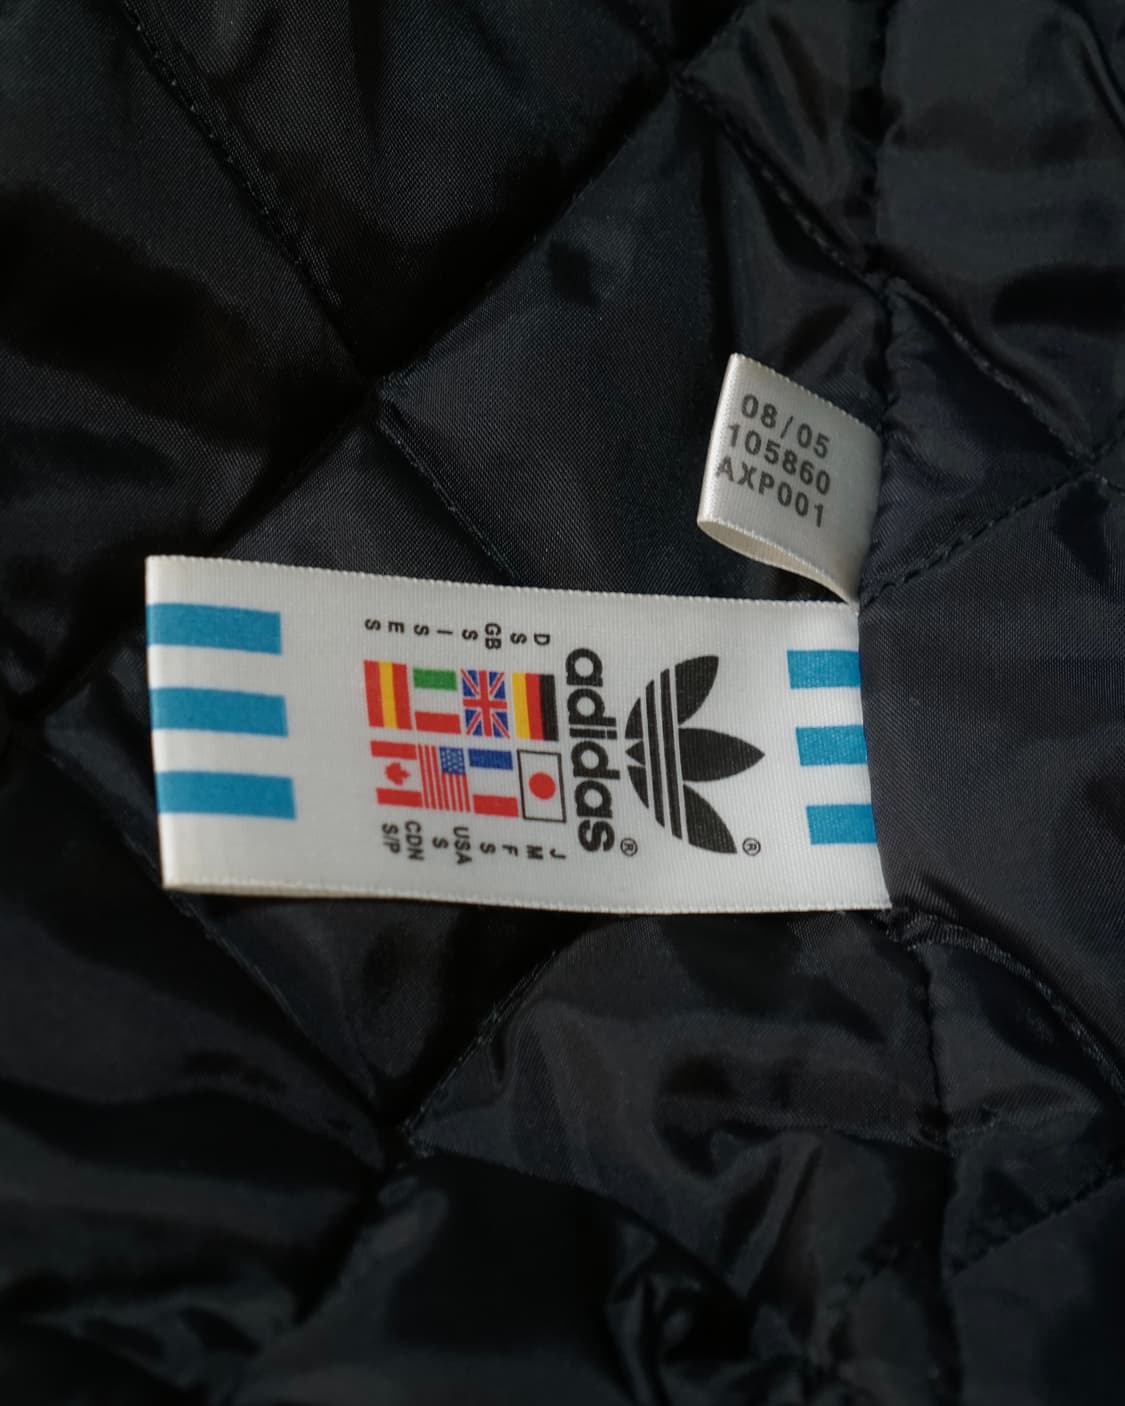 08/05
105860
AXP001
®
adidas®
D
S
GB
S
I
S
E
S
J
M
F
S
USA
S
CDN
S/P